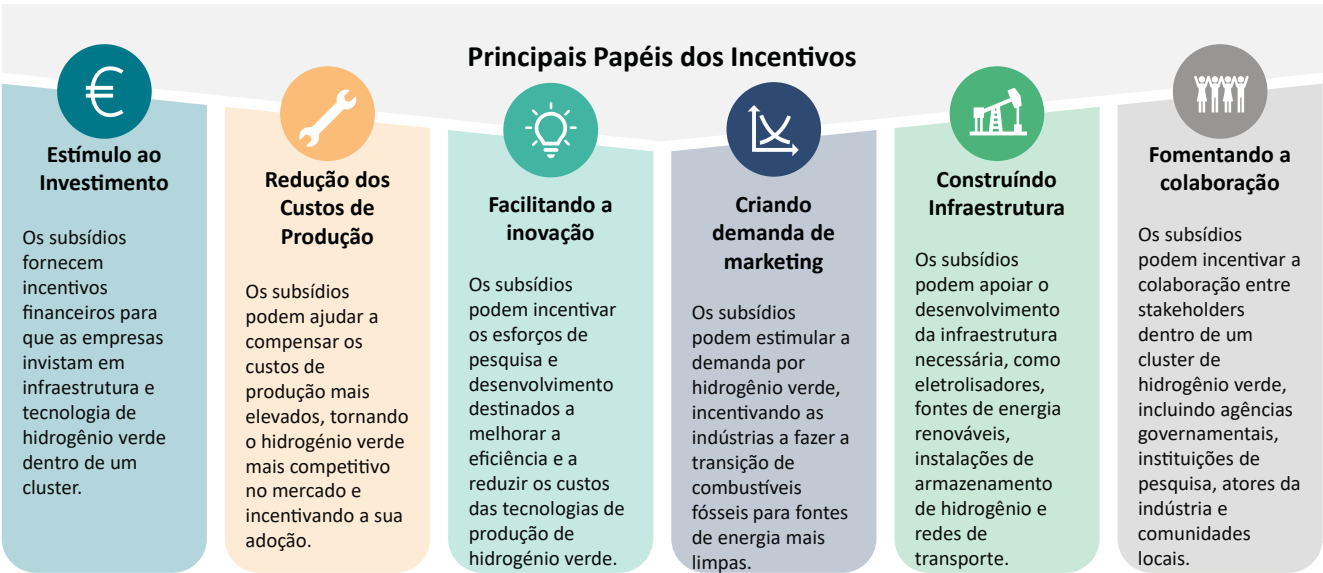 Principais Papéis dos Incentivos
€
Estímulo ao
Investimento
Os subsídios
fornecem
incentivos
financeiros para
que as empresas
invistam em
infraestrutura e
tecnologia de
hidrogênio verde
dentro de um
cluster.
Redução dos
Custos de
Produção
Os subsídios
podem ajudar a
compensar os
custos de
produção mais
elevados, tornando
o hidrogénio verde
mais competitivo
no mercado e
incentivando a sua
adoção.
Facilitando a
inovação
Os subsídios
podem incentivar
os esforços de
pesquisa e
desenvolvimento
destinados a
melhorar a
eficiência e a
reduzir os custos
das tecnologias de
produção de
hidrogénio verde.
Criando
demanda de
marketing
Os subsídios
podem estimular a
demanda por
hidrogênio verde,
incentivando as
indústrias a fazer a
transição de
combustíveis
fósseis para fontes
de energia mais
limpas.
Construíndo
Infraestrutura
Os subsídios
podem apoiar o
desenvolvimento
da infraestrutura
necessária, como
eletrolisadores,
fontes de energia
renováveis,
instalações de
armazenamento
de hidrogênio e
redes de
transporte.
Fomentando a
colaboração
Os subsídios
podem incentivar a
colaboração entre
stakeholders
dentro de um
cluster de
hidrogênio verde,
incluindo agências
governamentais,
instituições de
pesquisa, atores da
indústria e
comunidades
locais.